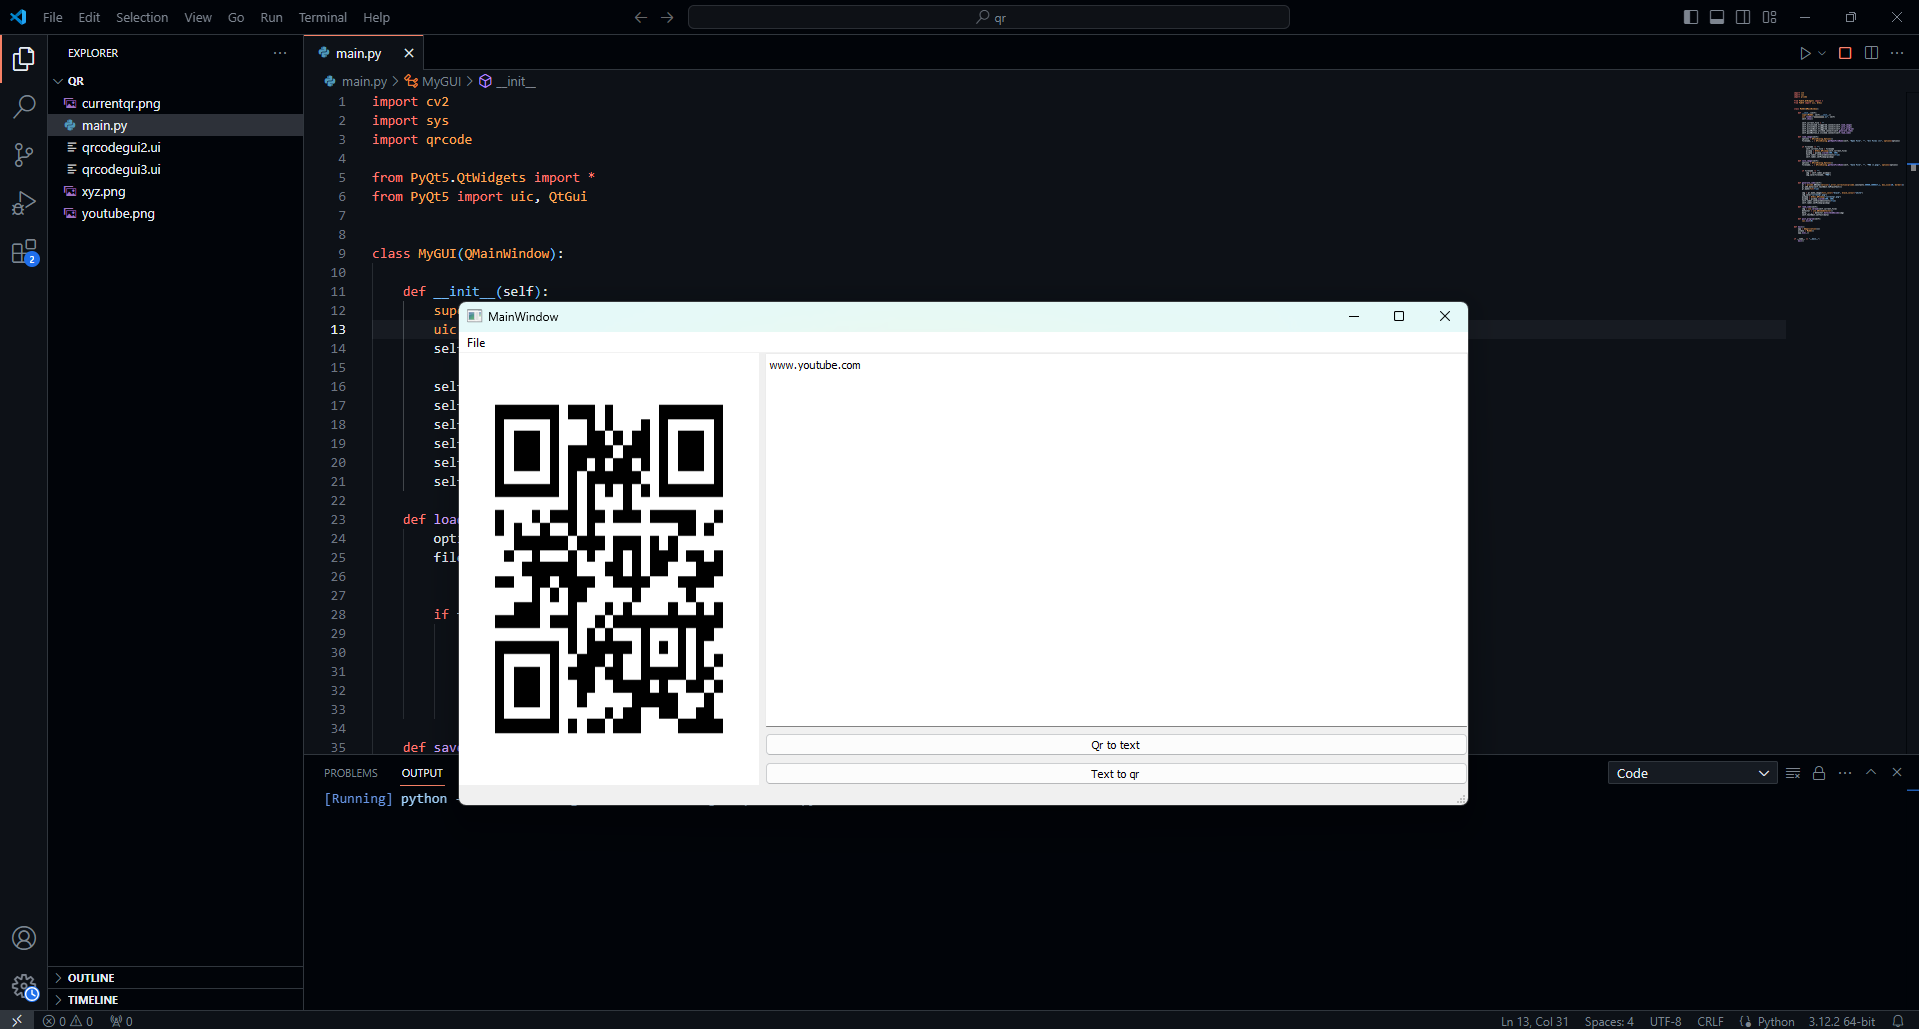 File Edit Selection View Go Run Terminal Help
qr
EXPLORER
QR
currentqr.png
main.py
qrcodegui2.ui
qrcodegui3.ui
xyz.png
youtube.png
2
OUTLINE
TIMELINE
main.py
main.py > MyGUI > __init__
1 import cv2
2 import sys
3 import qrcode
4
5 from PyQt5.QtWidgets import *
6 from PyQt5 import uic, QtGui
7
8
9 class MyGUI(QMainWindow):
10
11 def __init__(self):
12 sup
13 uic
14 sel
15
16 sel
17 sel
18 sel
19 sel
20 sel
21 sel
22
23 def loa
24 opt
25 fil
26
27
28 if
29
30
31
32
33
34
35 def sav
MainWindow
File
www.youtube.com
Qr to text
Text to qr
PROBLEMS OUTPUT
Code
[Running] python
0 0 0
Ln 13, Col 31 Spaces: 4 UTF-8 CRLF Python 3.12.2 64-bit